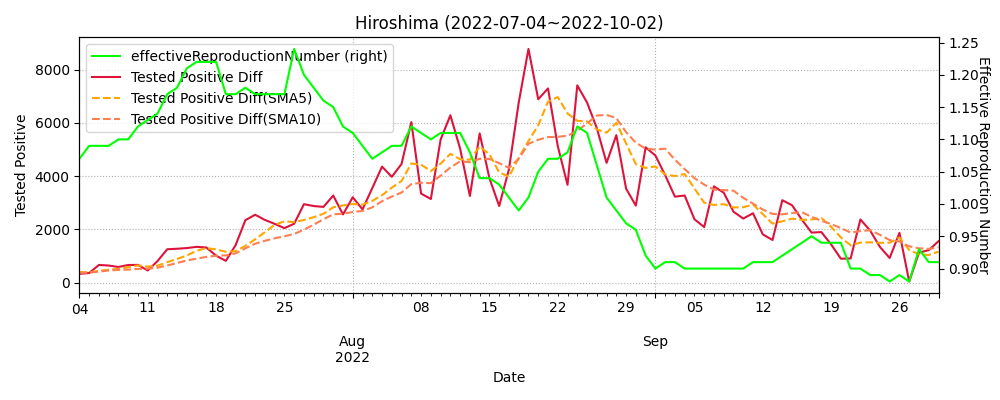 Hiroshima (2022-07-04~2022-10-02)
effectiveReproductionNumber (right)
Tested Positive Diff
Tested Positive Diff(SMA5)
Tested Positive Diff(SMA10)
Tested Positive
8000
6000
4000
2000
0
1.25
1.20
1.15
1.10
1.05
1.00
0.95
0.90
Effective Reproduction Number
04 11 18 25 08 15 22 29 05 12 19 26
Aug Sep
2022
Date